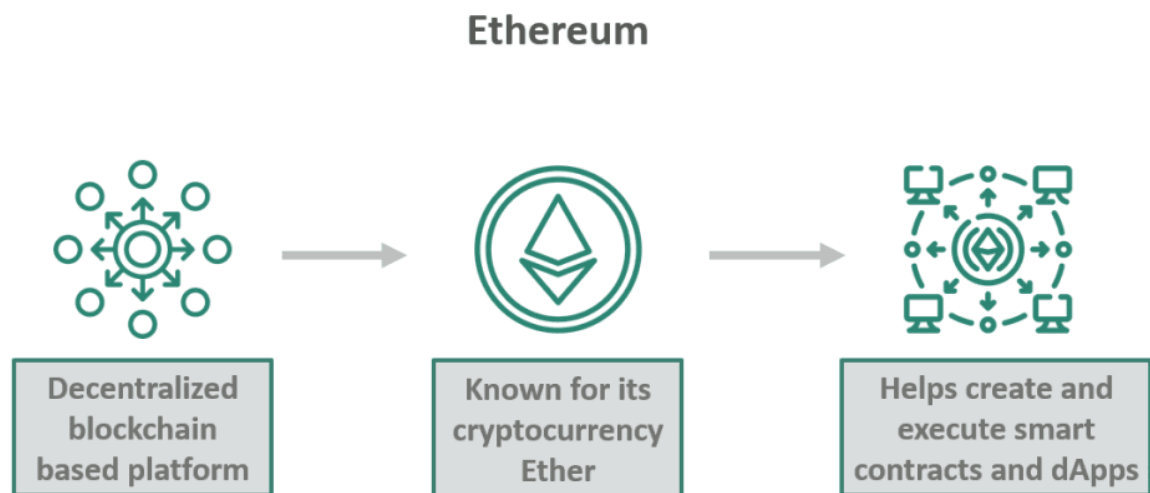 Ethereum
Decentralized
blockchain
based platform
Known for its
cryptocurrency
Ether
Helps create and
execute smart
contracts and dApps